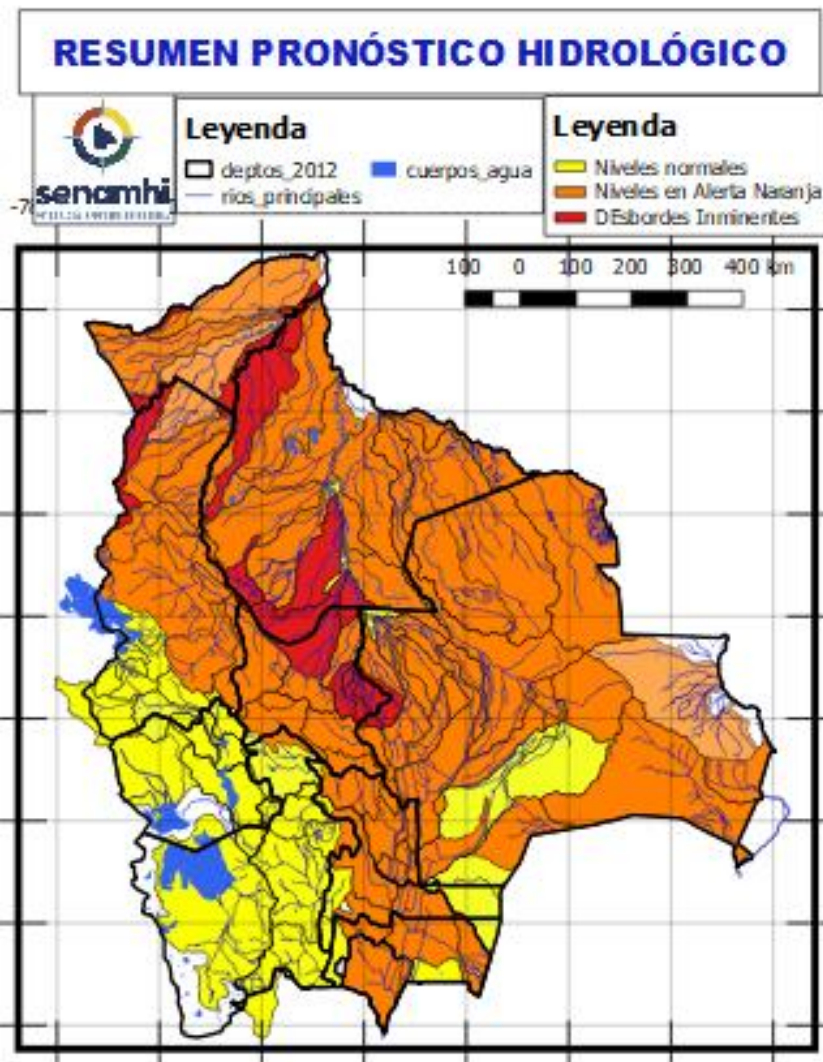 RESUMEN PRONÓSTICO HIDROLÓGICO
senamhi
Leyenda
deptos_2012
cuerpos_agua
rios_principales
Leyenda
Niveles normales
Niveles en Alerta Naranja
DEsbordes Inminentes
100 0 100 200 300 400 km